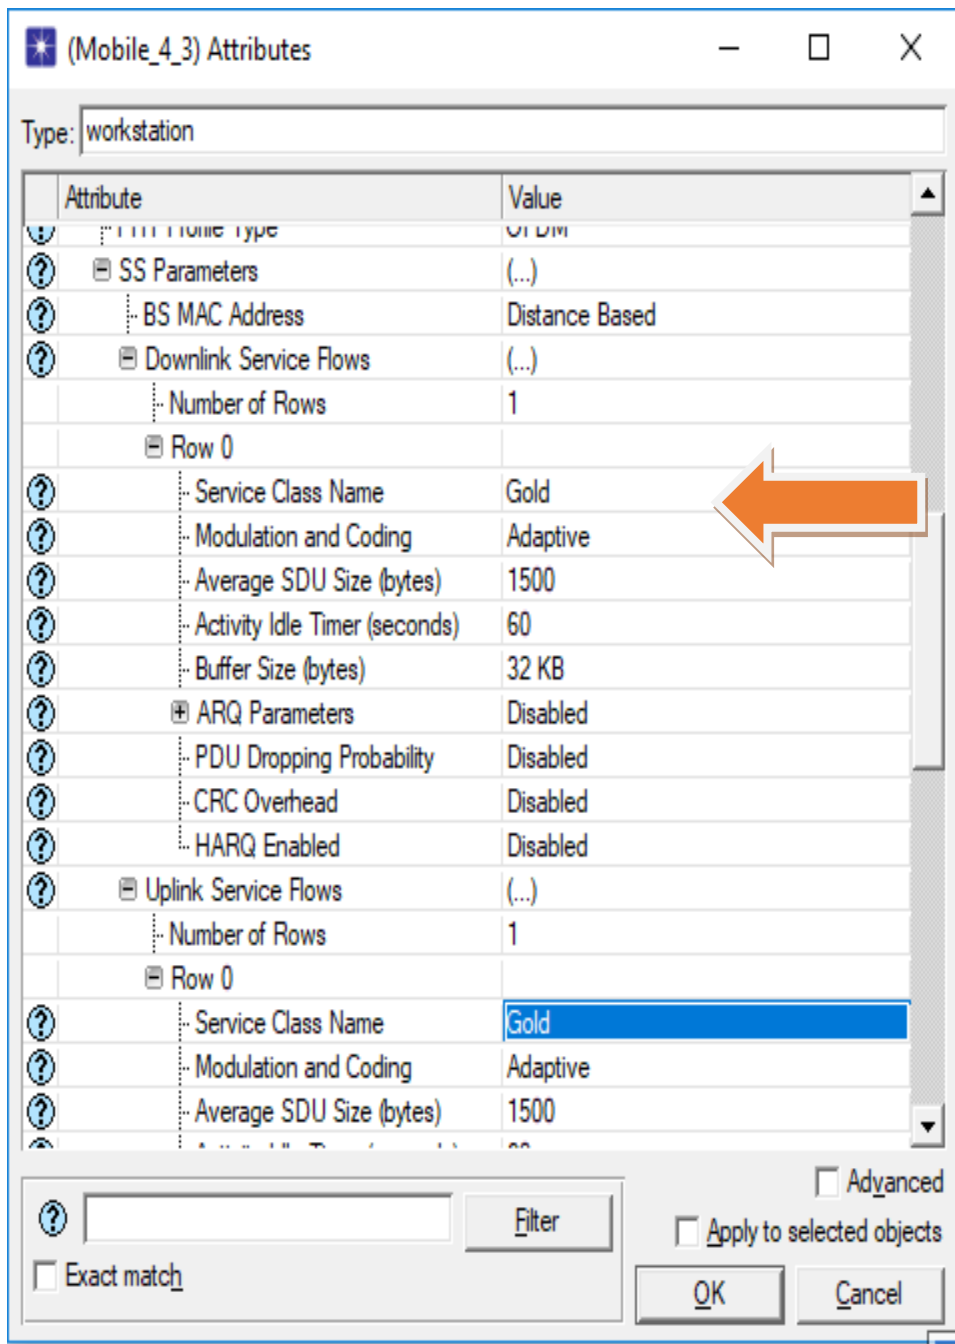 (Mobile_4_3) Attributes
Type: workstation
Attribute Value
PHY Profile Type OFDM
SS Parameters (...)
BS MAC Address Distance Based
Downlink Service Flows (...)
Number of Rows 1
Row 0
Service Class Name Gold
Modulation and Coding Adaptive
Average SDU Size (bytes) 1500
Activity Idle Timer (seconds) 60
Buffer Size (bytes) 32 KB
ARQ Parameters Disabled
PDU Dropping Probability Disabled
CRC Overhead Disabled
HARQ Enabled Disabled
Uplink Service Flows (...)
Number of Rows 1
Row 0
Service Class Name Gold
Modulation and Coding Adaptive
Average SDU Size (bytes) 1500
Advanced
Filter
Apply to selected objects
Exact match
OK Cancel